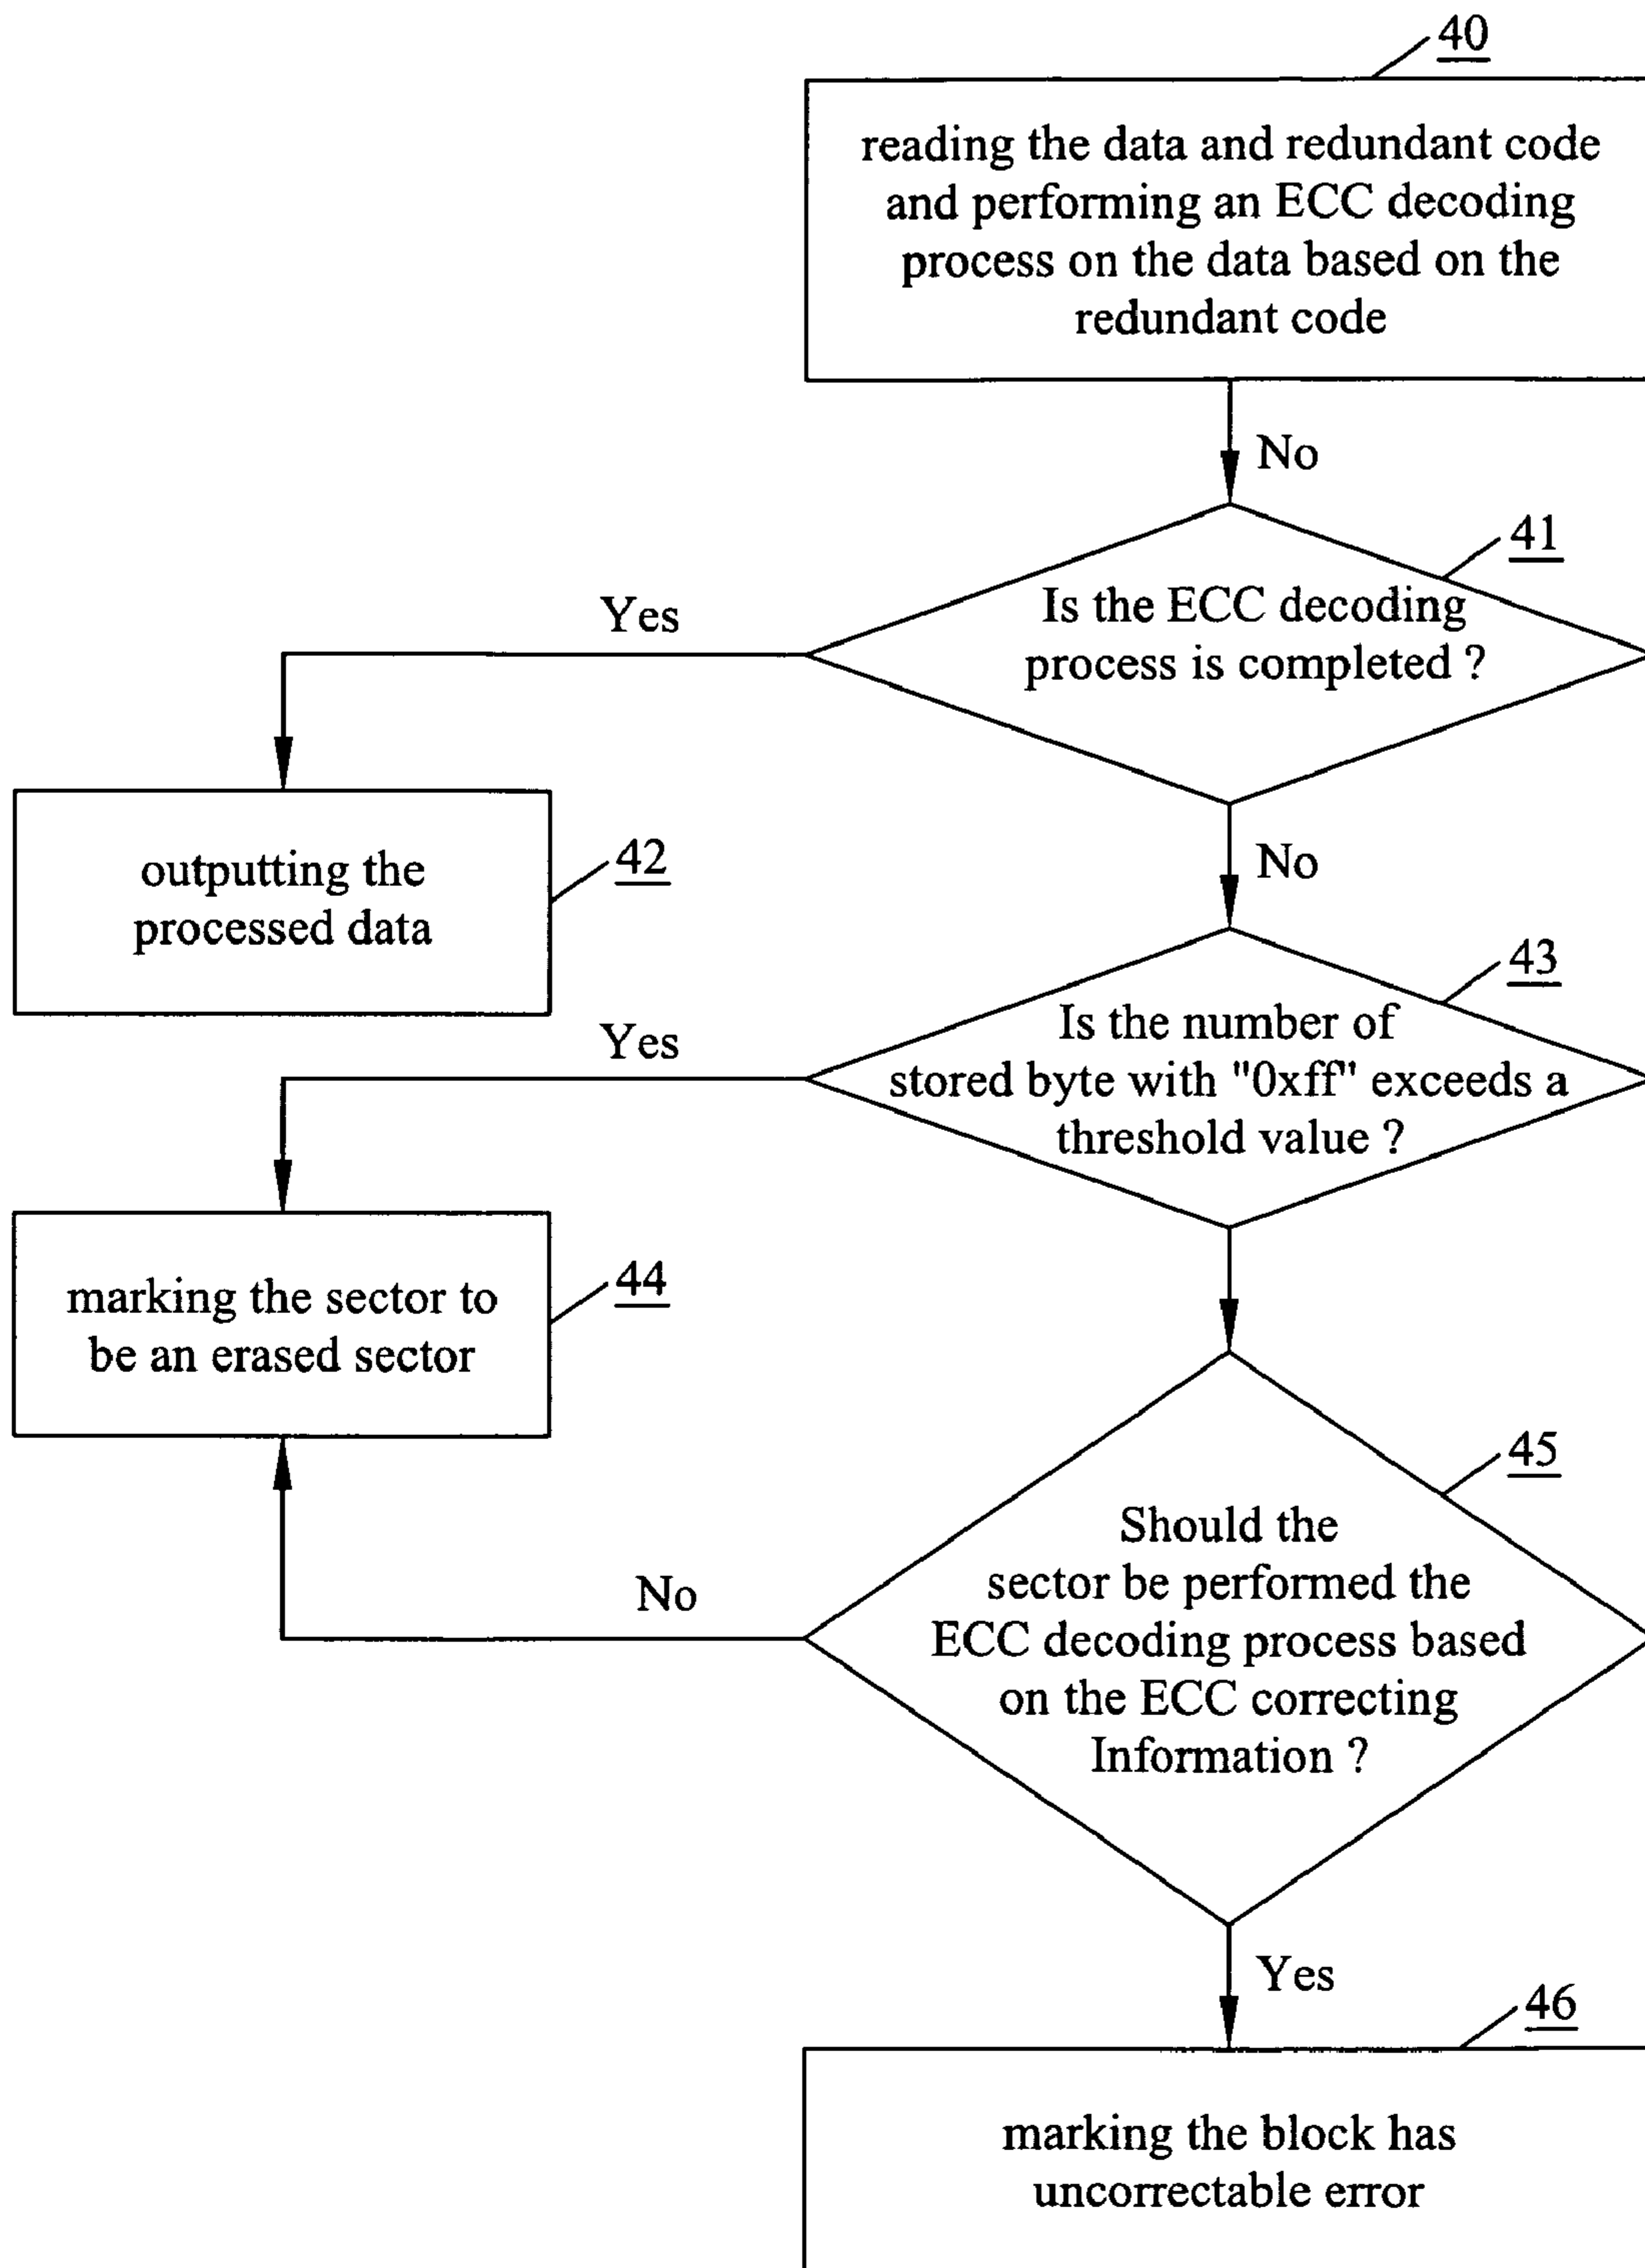 40
reading the data and redundant code
and performing an ECC decoding
process on the data based on the
redundant code
No
41
Is the ECC decoding
process is completed ?
Yes
42
outputting the
processed data
No
43
Is the number of
stored byte with "0xff" exceeds a
threshold value ?
Yes
44
marking the sector to
be an erased sector
45
Should the
sector be performed the
ECC decoding process based
on the ECC correcting
Information ?
No
Yes
46
marking the block has
uncorrectable error